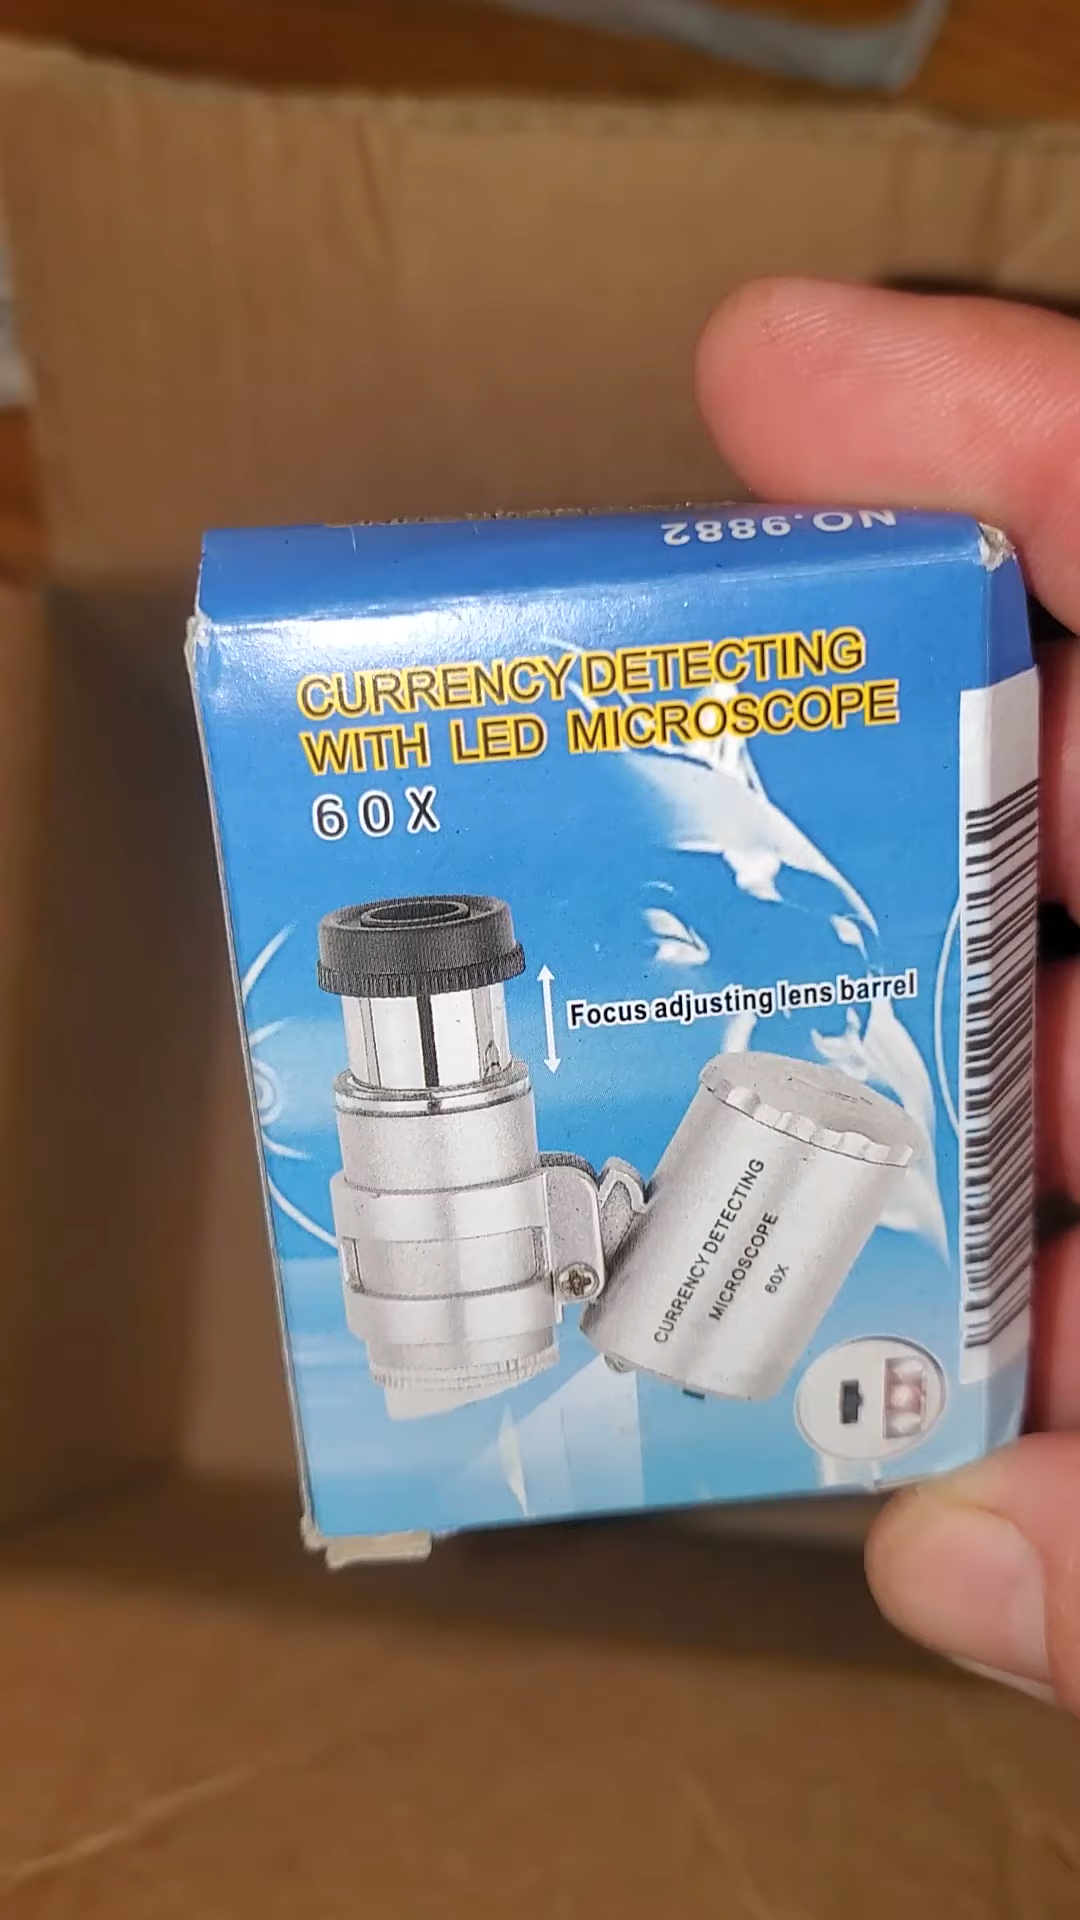 NO.9882
CURRENCY DETECTING
WITH LED MICROSCOPE
60X
Focus adjusting lens barrel
CURRENCY DETECTING
MICROSCOPE
60X